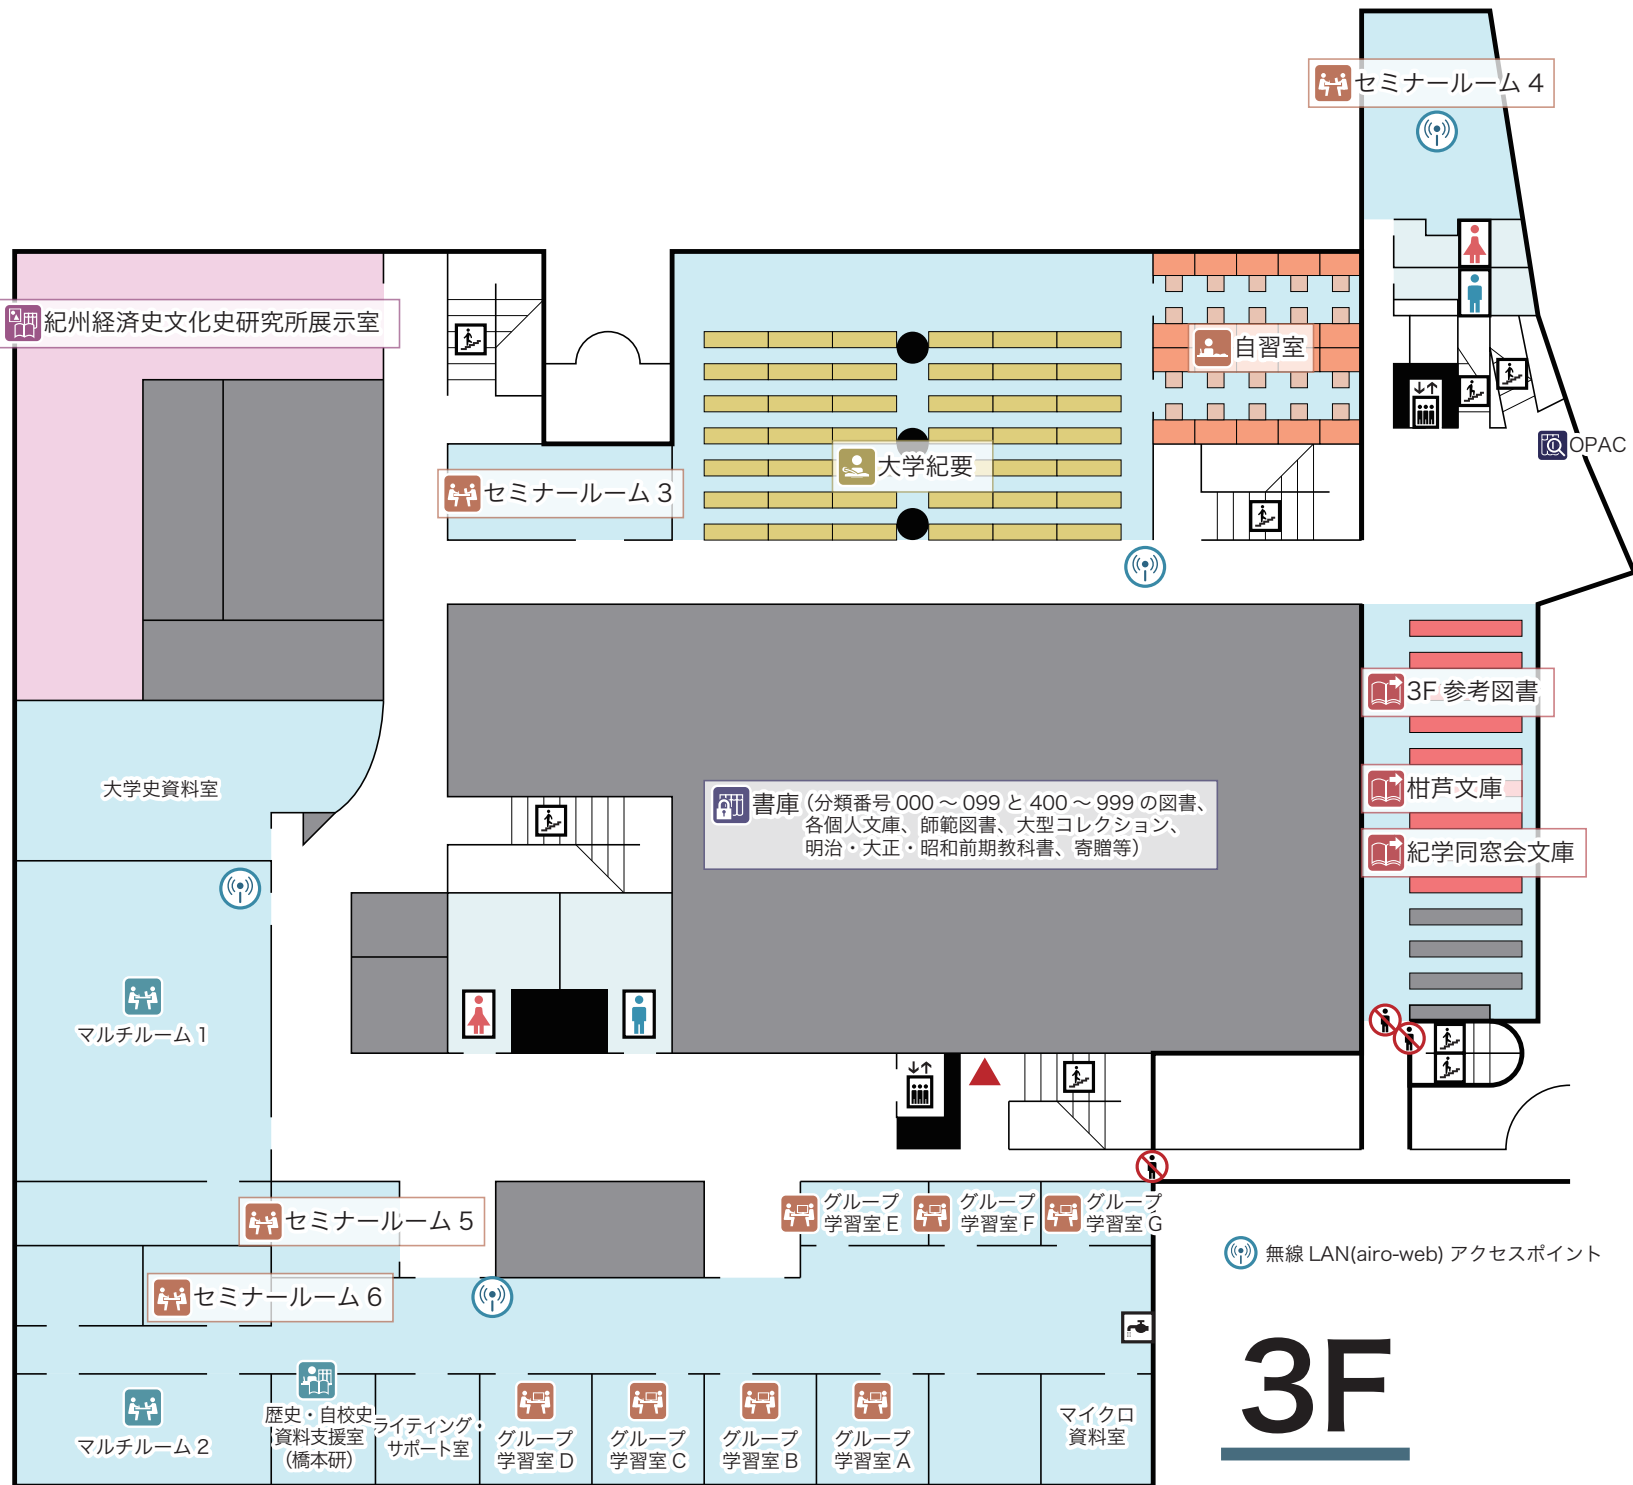 セミナールーム 4
紀州経済史文化史研究所展示室
自習室
OPAC
大学紀要
セミナールーム 3
3F 参考図書
大学史資料室
柑芦文庫
書庫（分類番号 000 〜 099 と 400 〜 999 の図書、
各個人文庫、師範図書、大型コレクション、
明治・大正・昭和前期教科書、寄贈等）
紀学同窓会文庫
マルチルーム 1
グループ
学習室 E
グループ
学習室 F
グループ
学習室 G
セミナールーム 5
無線 LAN(airo-web) アクセスポイント
セミナールーム 6
3F
マルチルーム 2
歴史・自校史
資料支援室
（橋本研）
ライティング・
サポート室
グループ
学習室 D
グループ
学習室 C
グループ
学習室 B
グループ
学習室 A
マイクロ
資料室